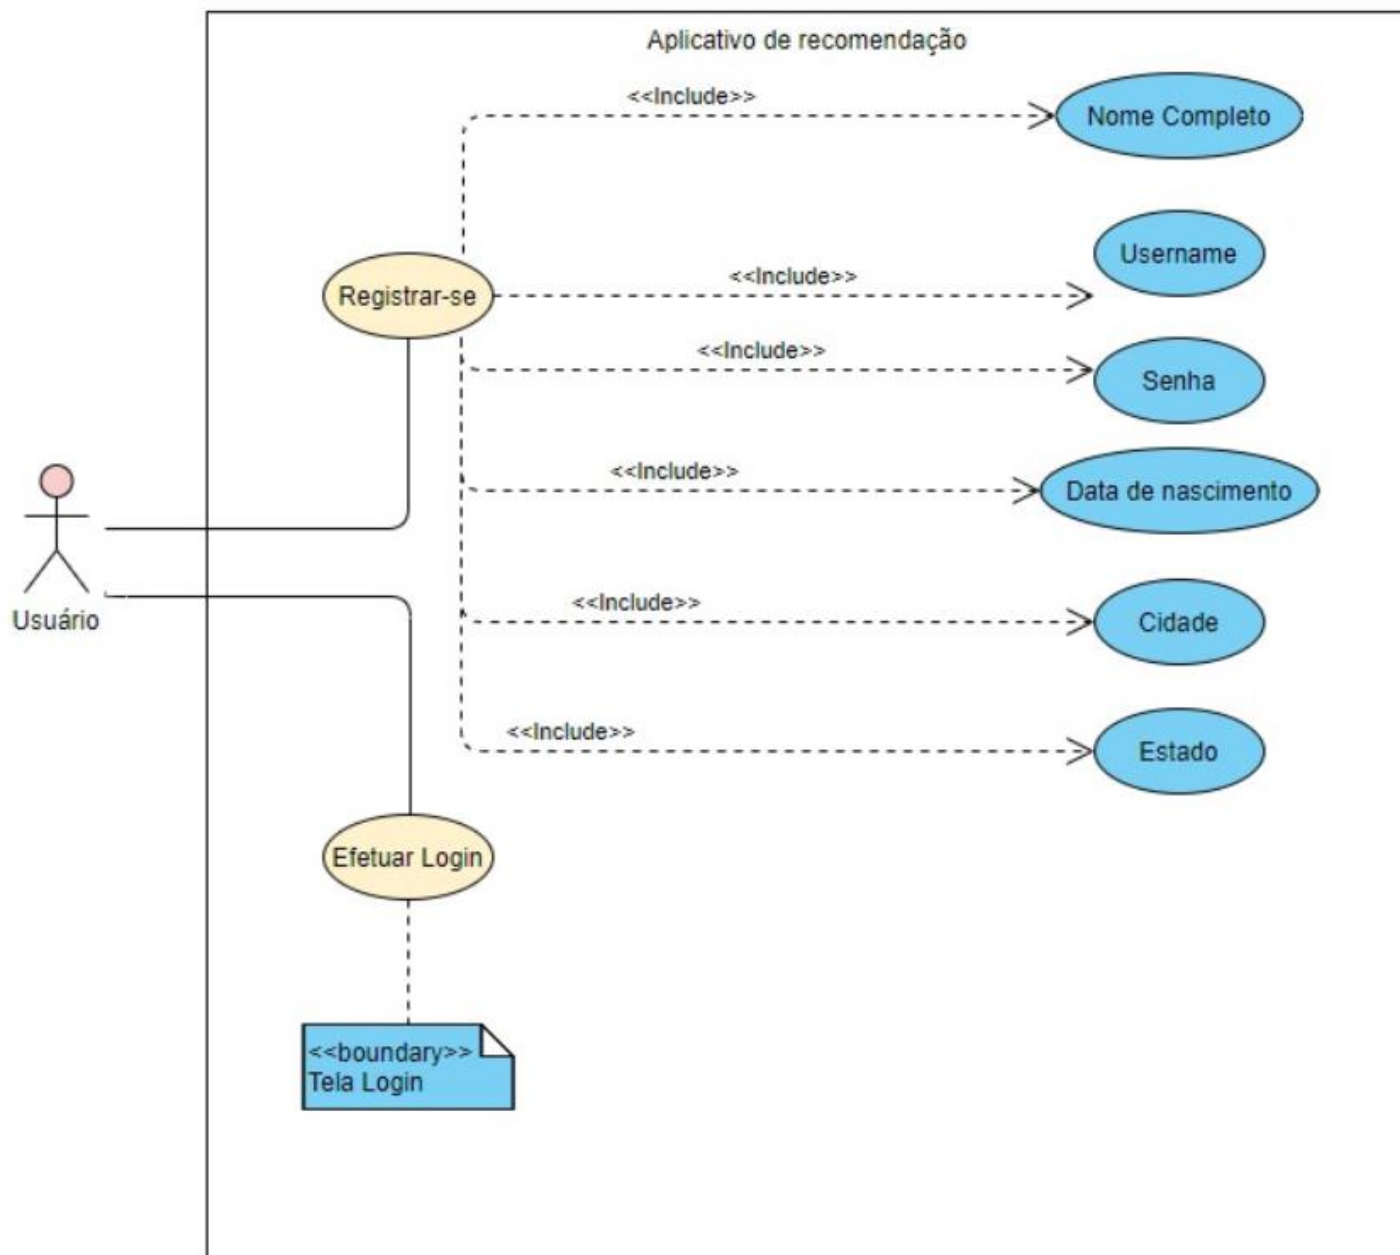 Aplicativo de recomendação
<<Include>>
Nome Completo
Username
<<Include>>
Registrar-se
<<Include>>
Senha
<<Include>>
Data de nascimento
Usuário
<<Include>>
Cidade
<<Include>>
Estado
Efetuar Login
<<boundary>>
Tela Login